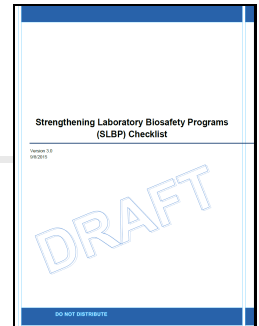 Strengthening Laboratory Biosafety Programs
(SLBP) Checklist
Version 3.0
9/8/2015
DRAFT
DO NOT DISTRIBUTE